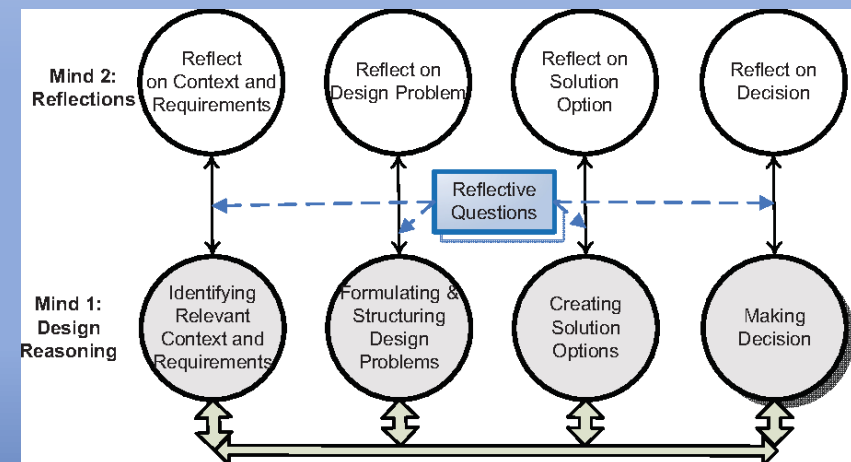 Mind 2:
Reflections
Reflect
on Context and
Requirements
Reflect on
Design Problem
Reflect on
Solution
Option
Reflect on
Decision
Reflective
Questions
Mind 1:
Design
Reasoning
Identifying
Relevant
Context and
Requirements
Formulating &
Structuring
Design
Problems
Creating
Solution
Options
Making
Decision